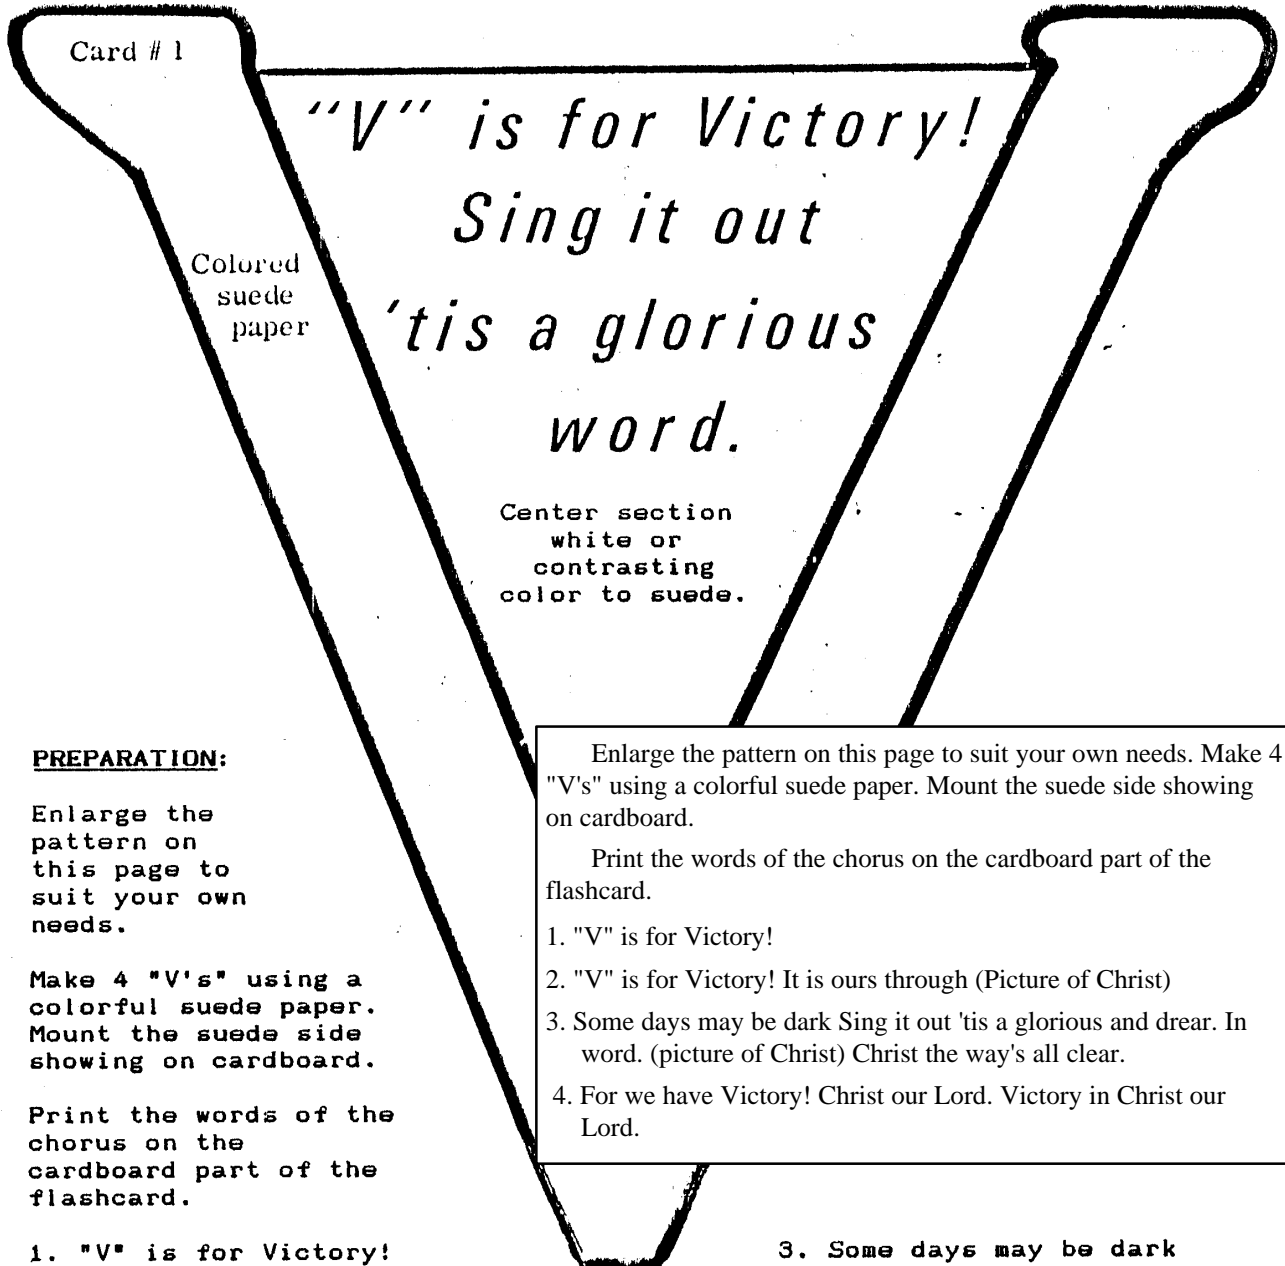 Card # 1
"V" is for Victory!
Sing it out
'tis a glorious
word.
Colored
suede
paper
Center section
white or
contrasting
color to suede.
PREPARATION:
Enlarge the
pattern on
this page to
suit your own
needs.
Make 4 "V's" using a
colorful suede paper.
Mount the suede side
showing on cardboard.
Print the words of the
chorus on the
cardboard part of the
flashcard.
1. "V" is for Victory!
Enlarge the pattern on this page to suit your own needs. Make 4
"V's" using a colorful suede paper. Mount the suede side showing
on cardboard.
Print the words of the chorus on the cardboard part of the
flashcard.
1. "V" is for Victory!
2. "V" is for Victory! It is ours through (Picture of Christ)
3. Some days may be dark Sing it out 'tis a glorious and drear. In
word. (picture of Christ) Christ the way's all clear.
4. For we have Victory! Christ our Lord. Victory in Christ our
Lord.
3. Some days may be dark